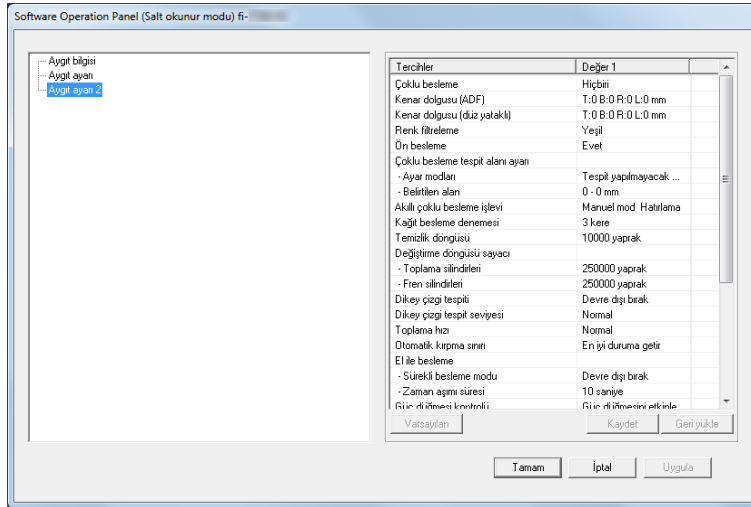 Software Operation Panel (Salt okunur modu) fi-
Aygıt bilgisi
Aygıt ayarı
Aygıt ayarı 2
Tercihler Değer 1
Çoklu besleme Hiçbiri
Kenar dolgusu (ADF) T:0 B:0 R:0 L:0 mm
Kenar dolgusu (düz yataklı) T:0 B:0 R:0 L:0 mm
Renk filtreleme Yeşil
Ön besleme Evet
Çoklu besleme tespit alanı ayarı
- Ayar modları Tespit yapılmayacak ...
- Belirtilen alan 0 - 0 mm
Akıllı çoklu besleme işlevi Manuel mod Hatırlama
Kağıt besleme denemesi 3 kere
Temizlik döngüsü 10000 yaprak
Değiştirme döngüsü sayacı
- Toplama silindirleri 250000 yaprak
- Fren silindirleri 250000 yaprak
Dikey çizgi tespiti Devre dışı bırak
Dikey çizgi tespit seviyesi Normal
Toplama hızı Normal
Otomatik kırpma sınırı En iyi duruma getir
El ile besleme
- Sürekli besleme modu Devre dışı bırak
- Zaman aşımı süresi 10 saniye
Güç düğmesi kontrolü Güç düğmesini etkinle
Varsayılan Kaydet Geri yükle
Tamam İptal Uygula